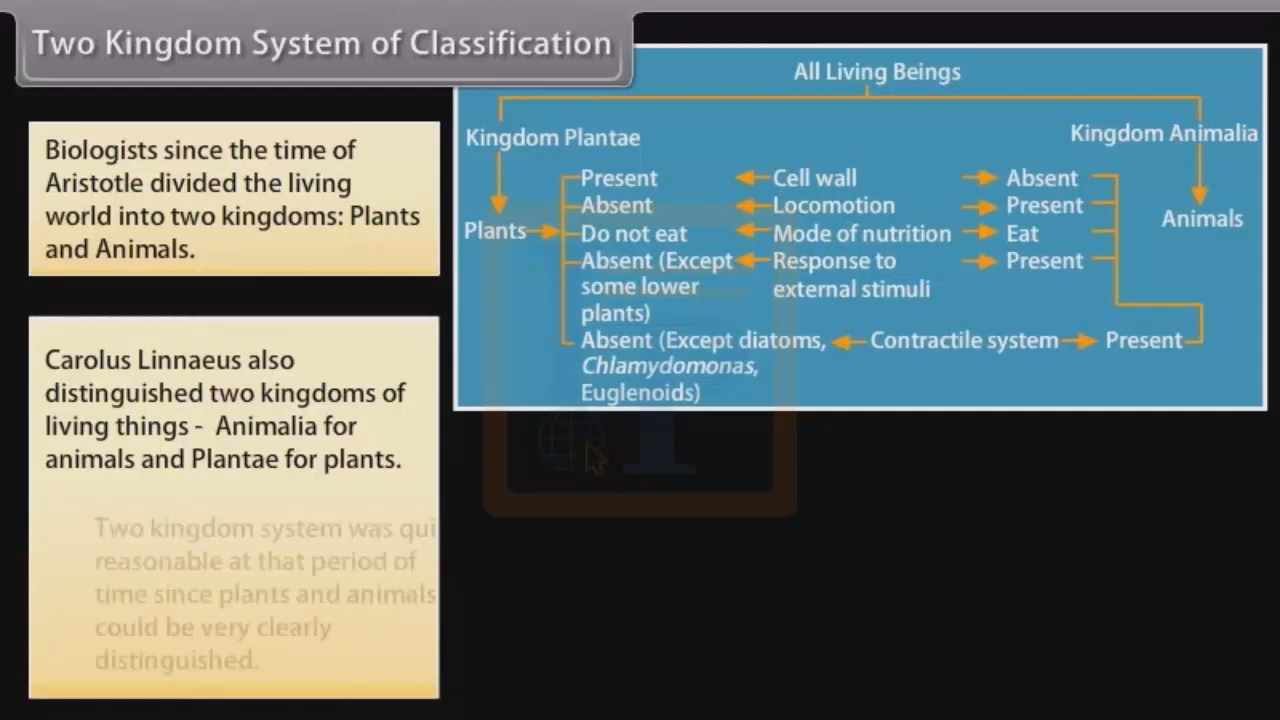 Two Kingdom System of Classification
Biologists since the time of
Aristotle divided the living
world into two kingdoms: Plants
and Animals.
Carolus Linnaeus also
distinguished two kingdoms of
living things - Animalia for
animals and Plantae for plants.
Two kingdom system was qui
reasonable at that period of
time since plants and animals
could be very clearly
distinguished.
All Living Beings
Kingdom Plantae
Kingdom Animalia
Present Cell wall Absent
Absent Locomotion Present
Plants Do not eat Mode of nutrition Eat Animals
Absent (Except Response to Present
some lower external stimuli
plants)
Absent (Except diatoms, Contractile system Present
Chlamydomonas,
Euglenoids)